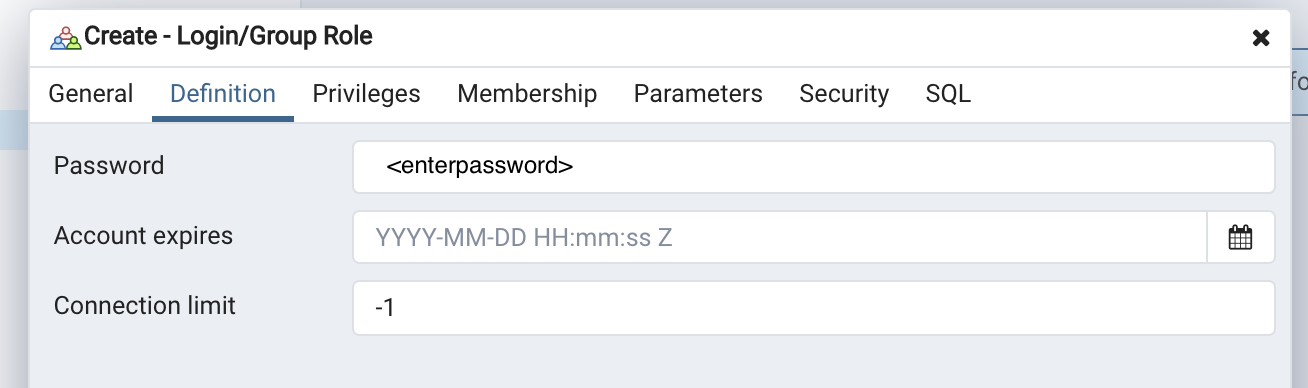 Create - Login/Group Role
General Definition Privileges Membership Parameters Security SQL
Password <enterpassword>
Account expires YYYY-MM-DD HH:mm:ss Z
Connection limit -1